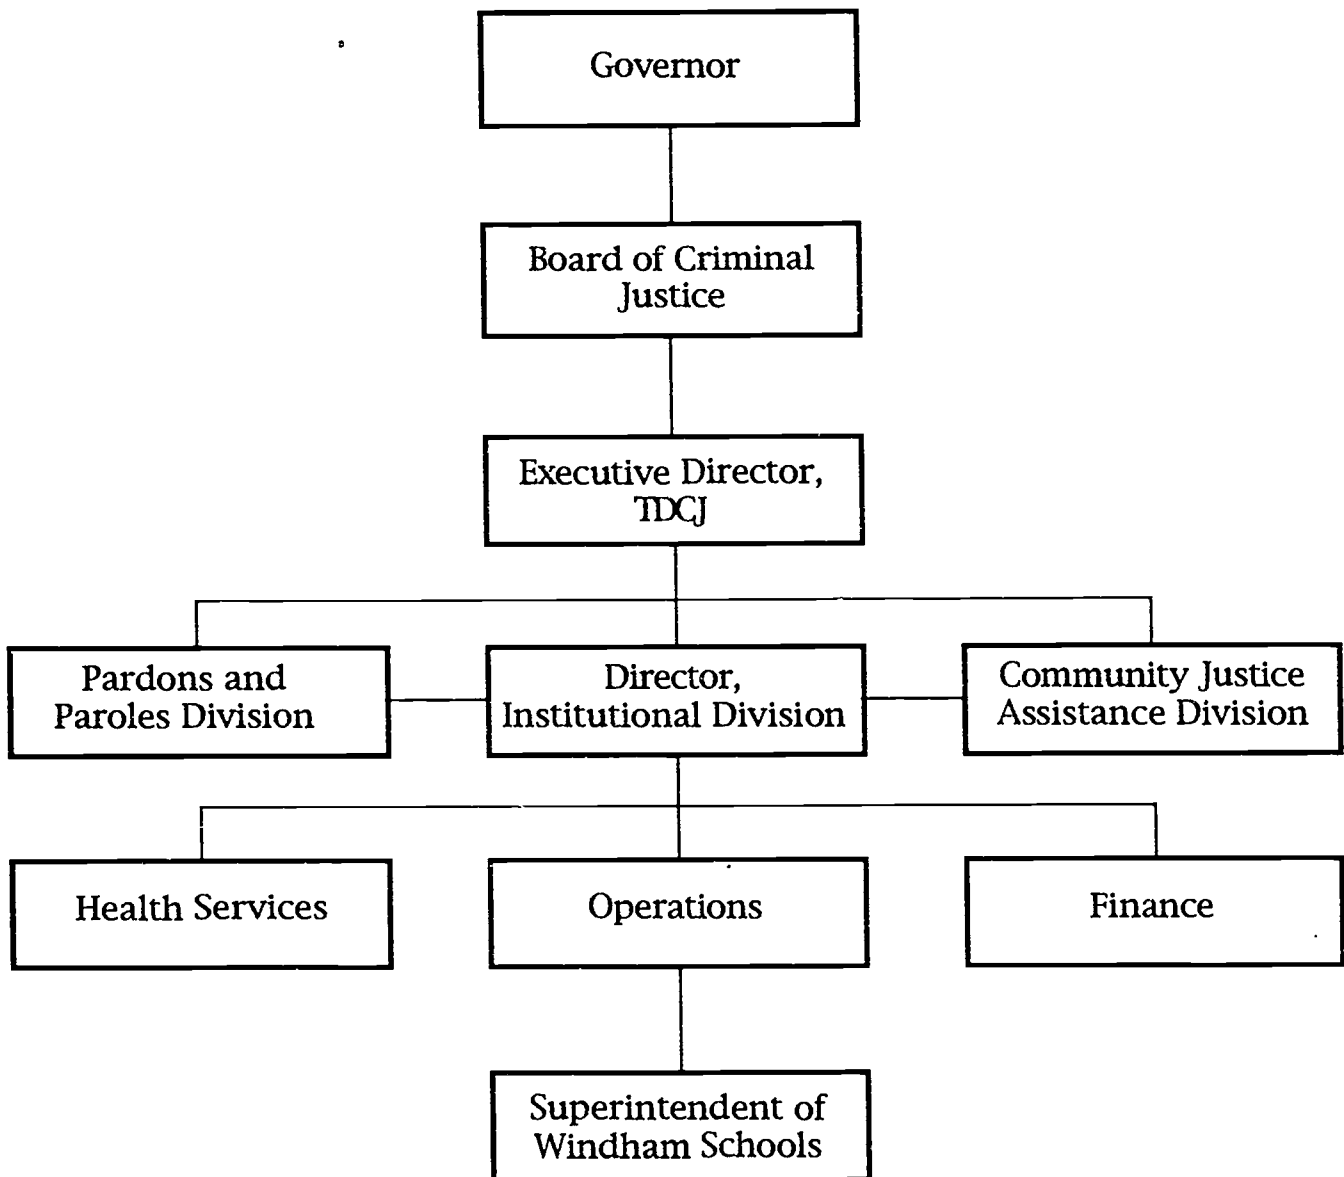 Governor
Board of Criminal
Justice
Executive Director,
TDCJ
Pardons and
Paroles Division
Director,
Institutional Division
Community Justice
Assistance Division
Health Services
Operations
Finance
Superintendent of
Windham Schools